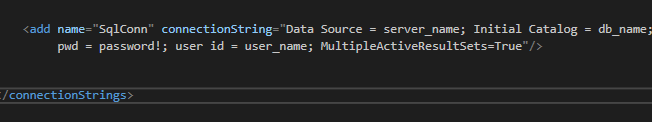 <add name="SqlConn" connectionString="Data Source = server_name; Initial Catalog = db_name;
pwd = password!; user id = user_name; MultipleActiveResultSets=True"/>
/connectionStrings>